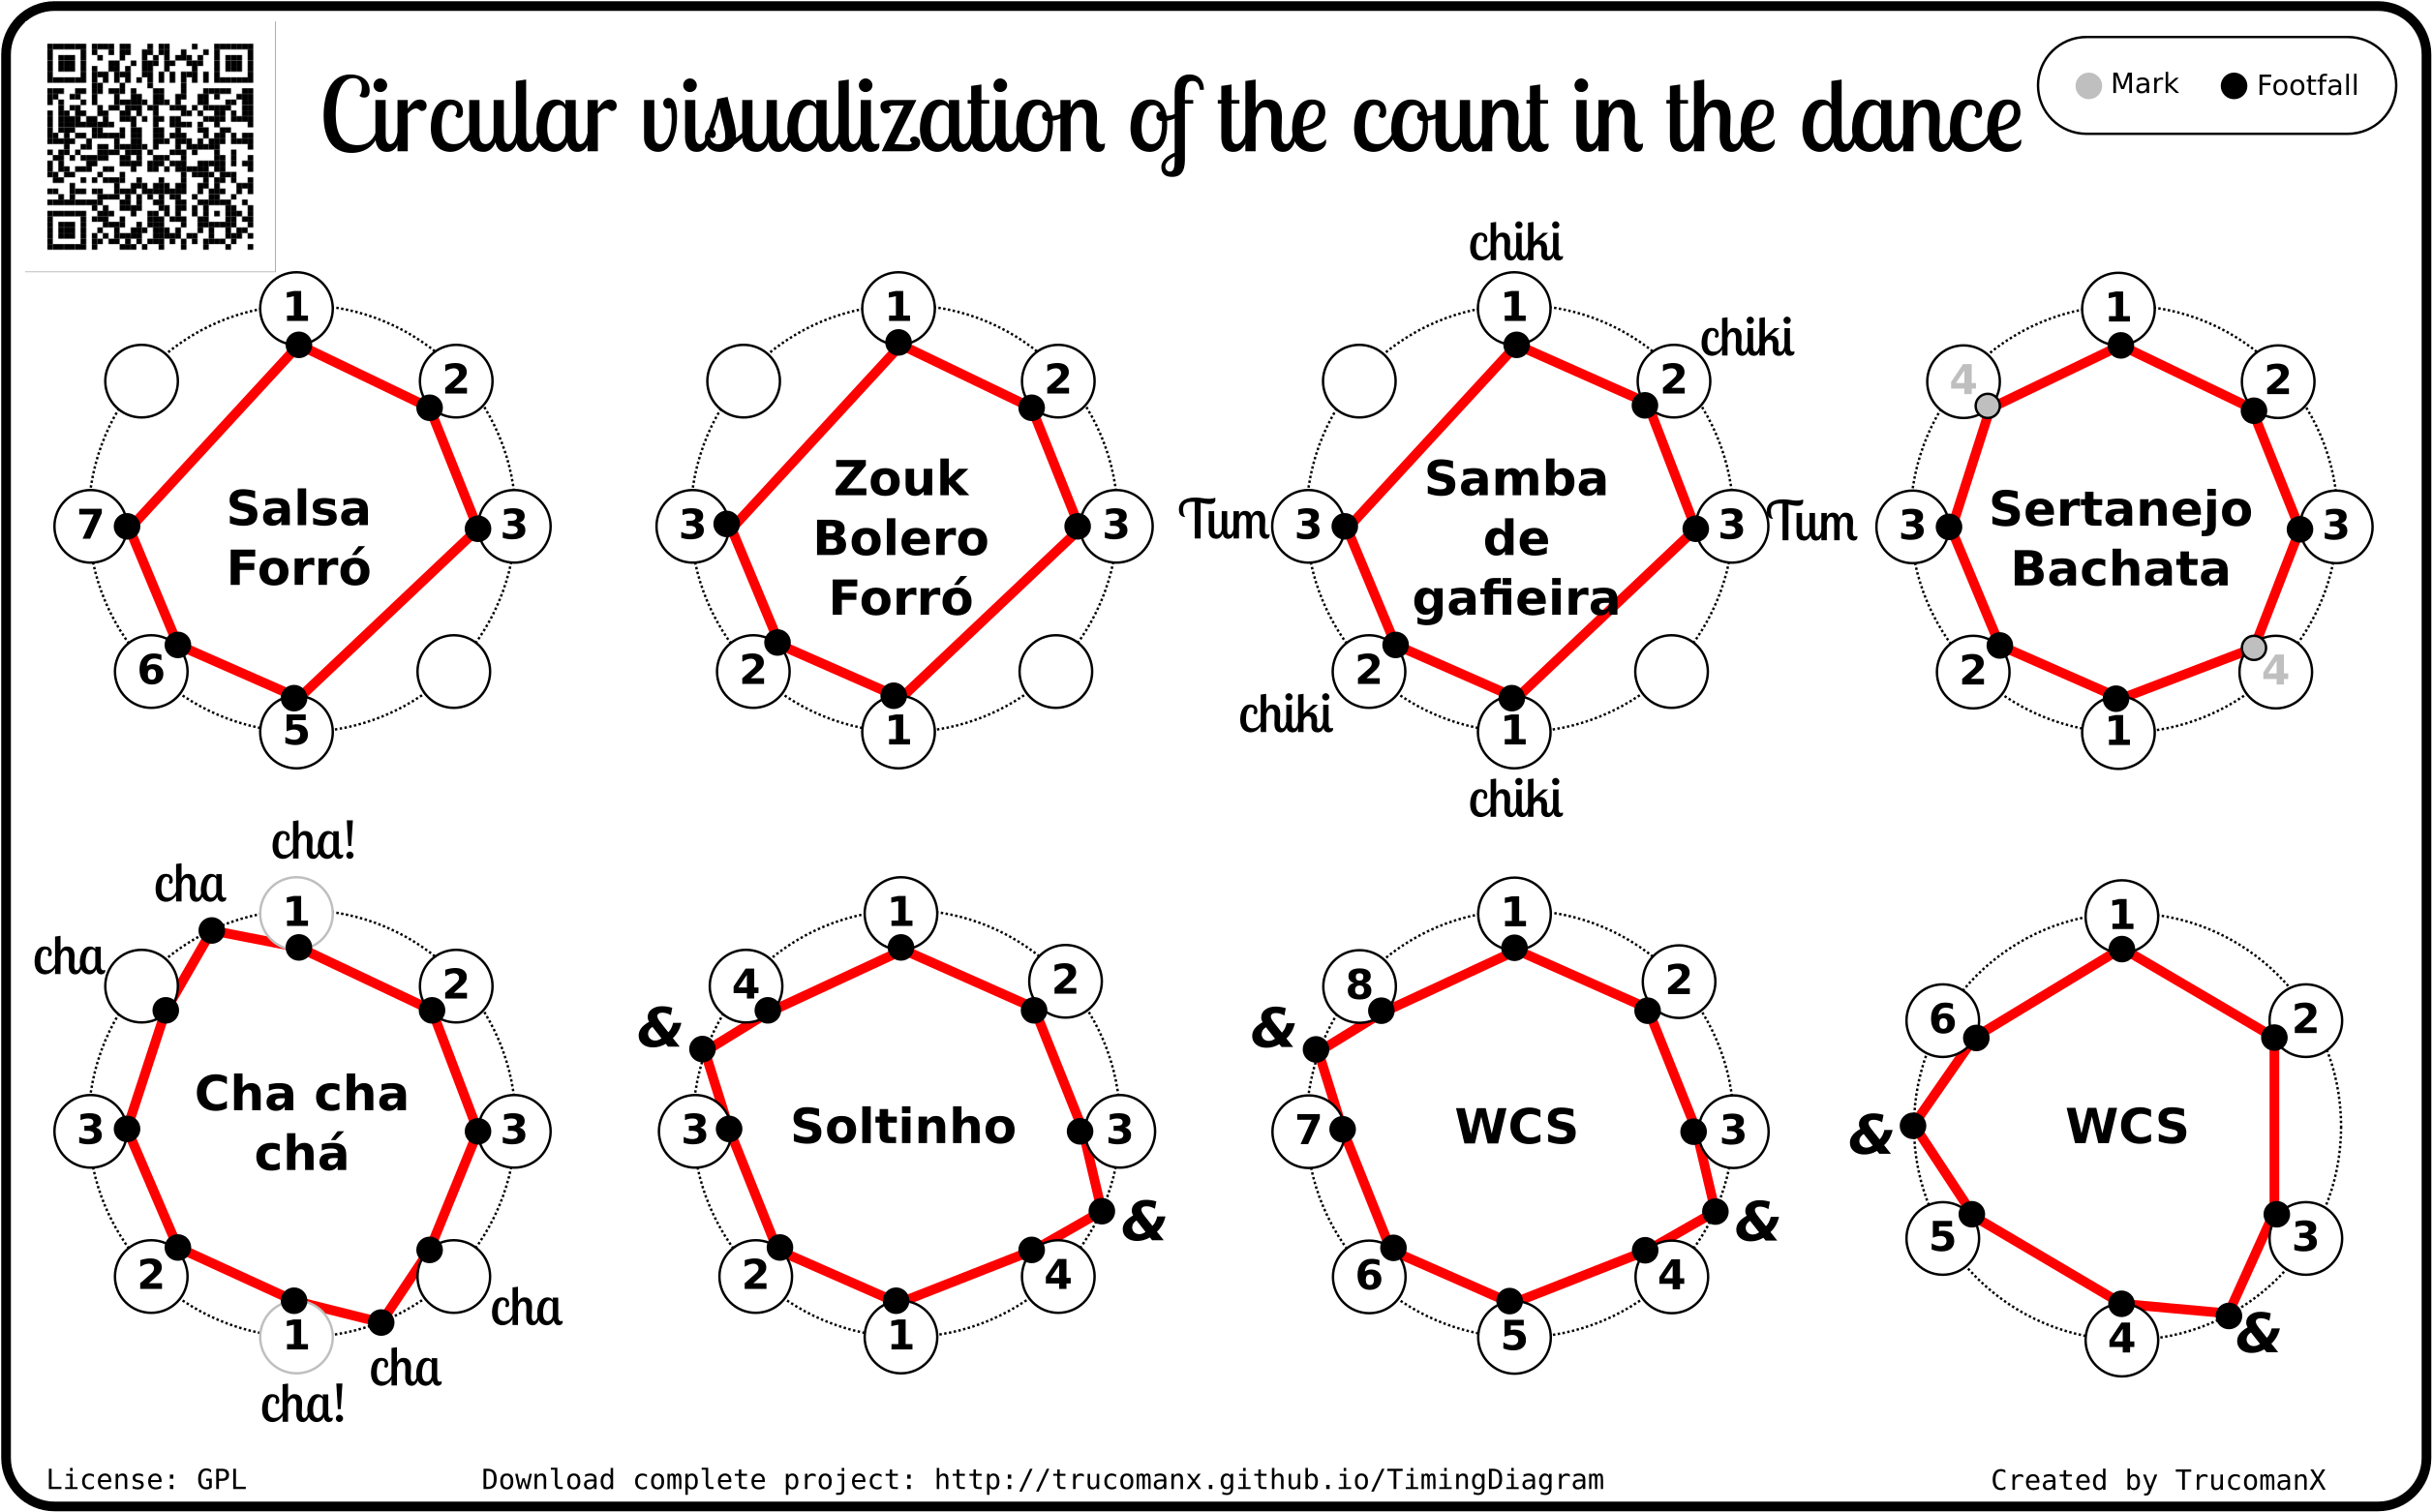 Circular visualization of the count in the dance
Mark Footfall
1
2
3
5
6
7
Salsa
Forró
1
2
3
1
2
3
Zouk
Bolero
Forró
chiki
1
chiki
2
3 Tum
1
chiki
2
chiki
Tum 3
Samba
de
gafieira
1
2
3
4
1
2
3
4
Sertanejo
Bachata
cha!
1
2
3
cha
cha
1
cha!
2
3
cha
cha
Cha cha
chá
1
2
3
&
4
1
2
3
&
4
Soltinho
1
2
3
&
4
5
6
7
&
8
WCS
1
2
3
&
4
5
&
6
WCS
License: GPL
Download complete project: http://trucomanx.github.io/TimingDiagram
Created by TrucomanX